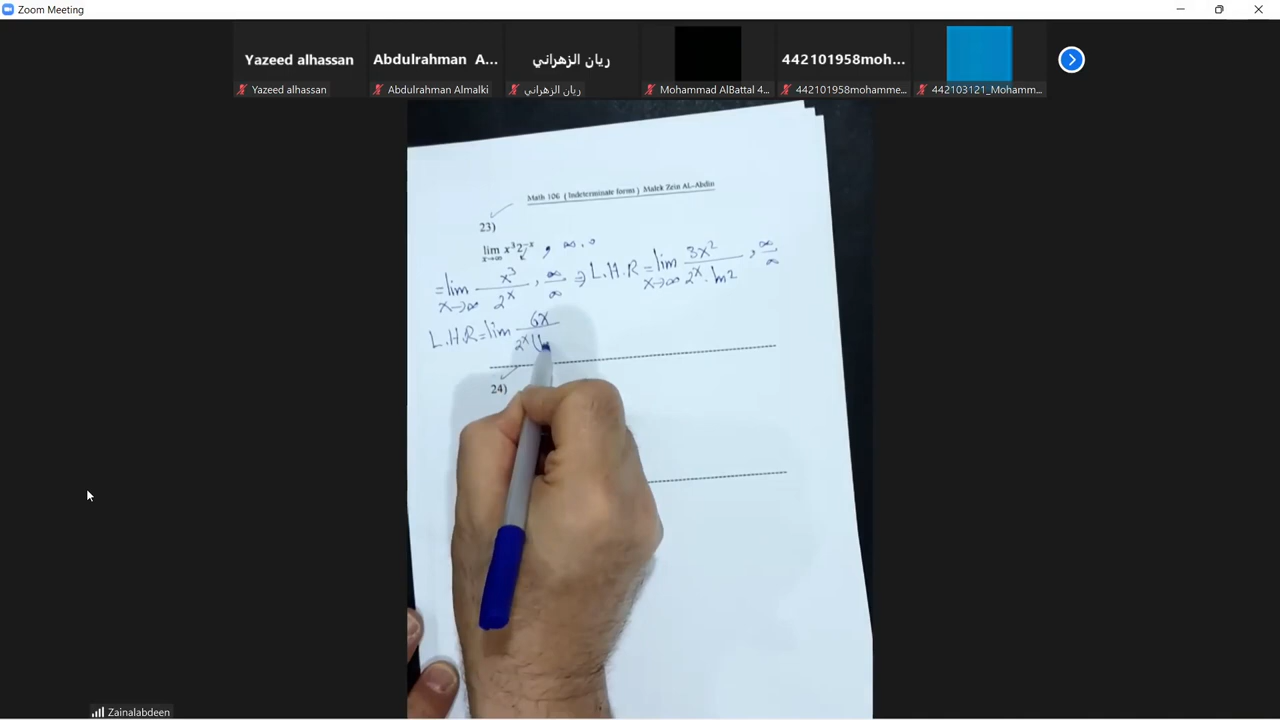 Zoom Meeting
Yazeed alhassan
Abdulrahman A...
ريان الزهراني
442101958moh...
Yazeed alhassan
Abdulrahman Almalki
ريان الزهراني
Mohammad AlBattal 4...
442101958mohamme...
442103121_Mohamm...
Math 106 ( Indeterminate forms ) Malek Zein AL-Abdin
23)
lim x→∞ x³2⁻ˣ , ∞.0
= lim x→∞ x³/2ˣ , ∞/∞ ⇒ L.H.R = lim x→∞ 3x²/2ˣ.ln2 , ∞/∞
L.H.R = lim 6x/2ˣ(l
24)
Zainalabdeen